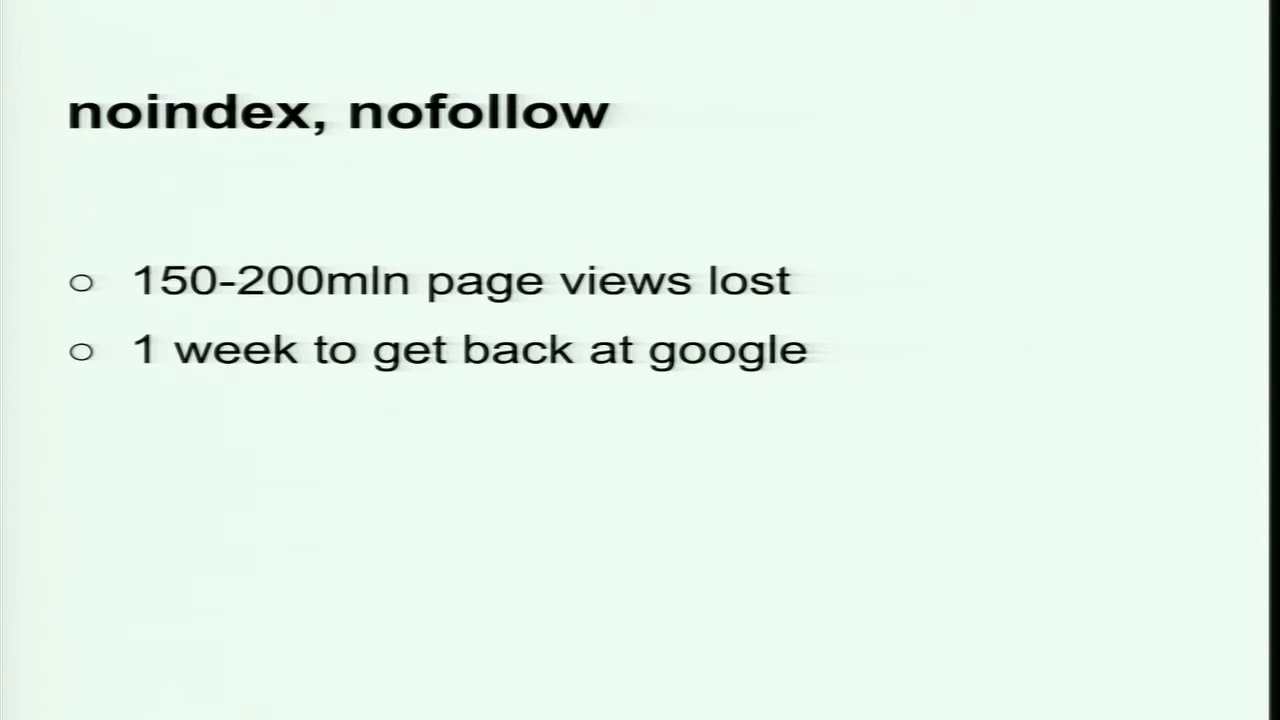 noindex, nofollow
○ 150-200mln page views lost
○ 1 week to get back at google